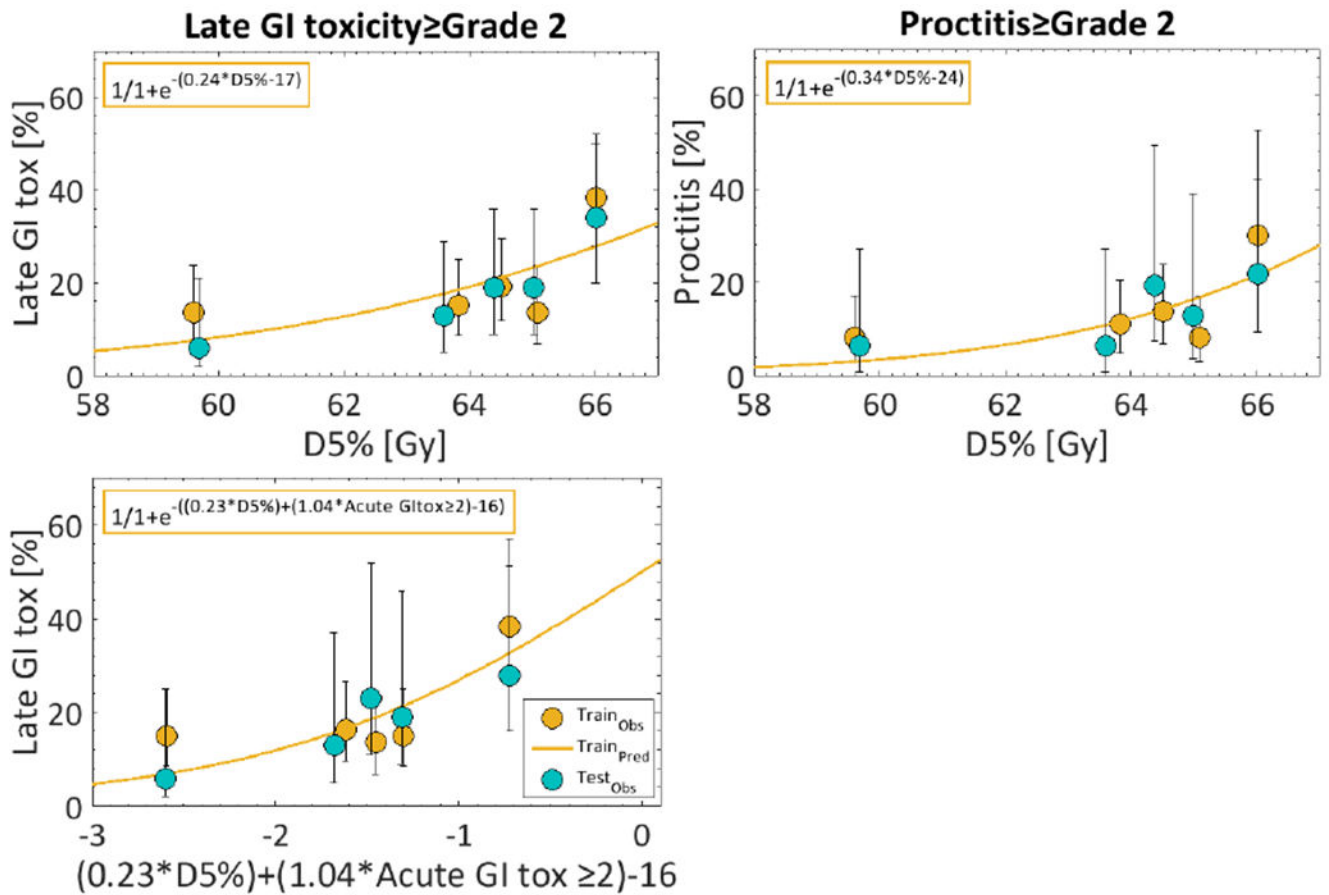 Late GI toxicity≥Grade 2
1/1+e-(0.24*D5%-17)
Late GI tox [%]
60
40
20
0
58 60 62 64 66
D5% [Gy]
Proctitis≥Grade 2
1/1+e-(0.34*D5%-24)
Proctitis [%]
60
40
20
0
58 60 62 64 66
D5% [Gy]
1/1+e-((0.23*D5%)+(1.04*Acute GItox≥2)-16)
Late GI tox [%]
60
40
20
0
-3 -2 -1 0
(0.23*D5%)+(1.04*Acute GI tox ≥2)-16
TrainObs
TrainPred
TestObs